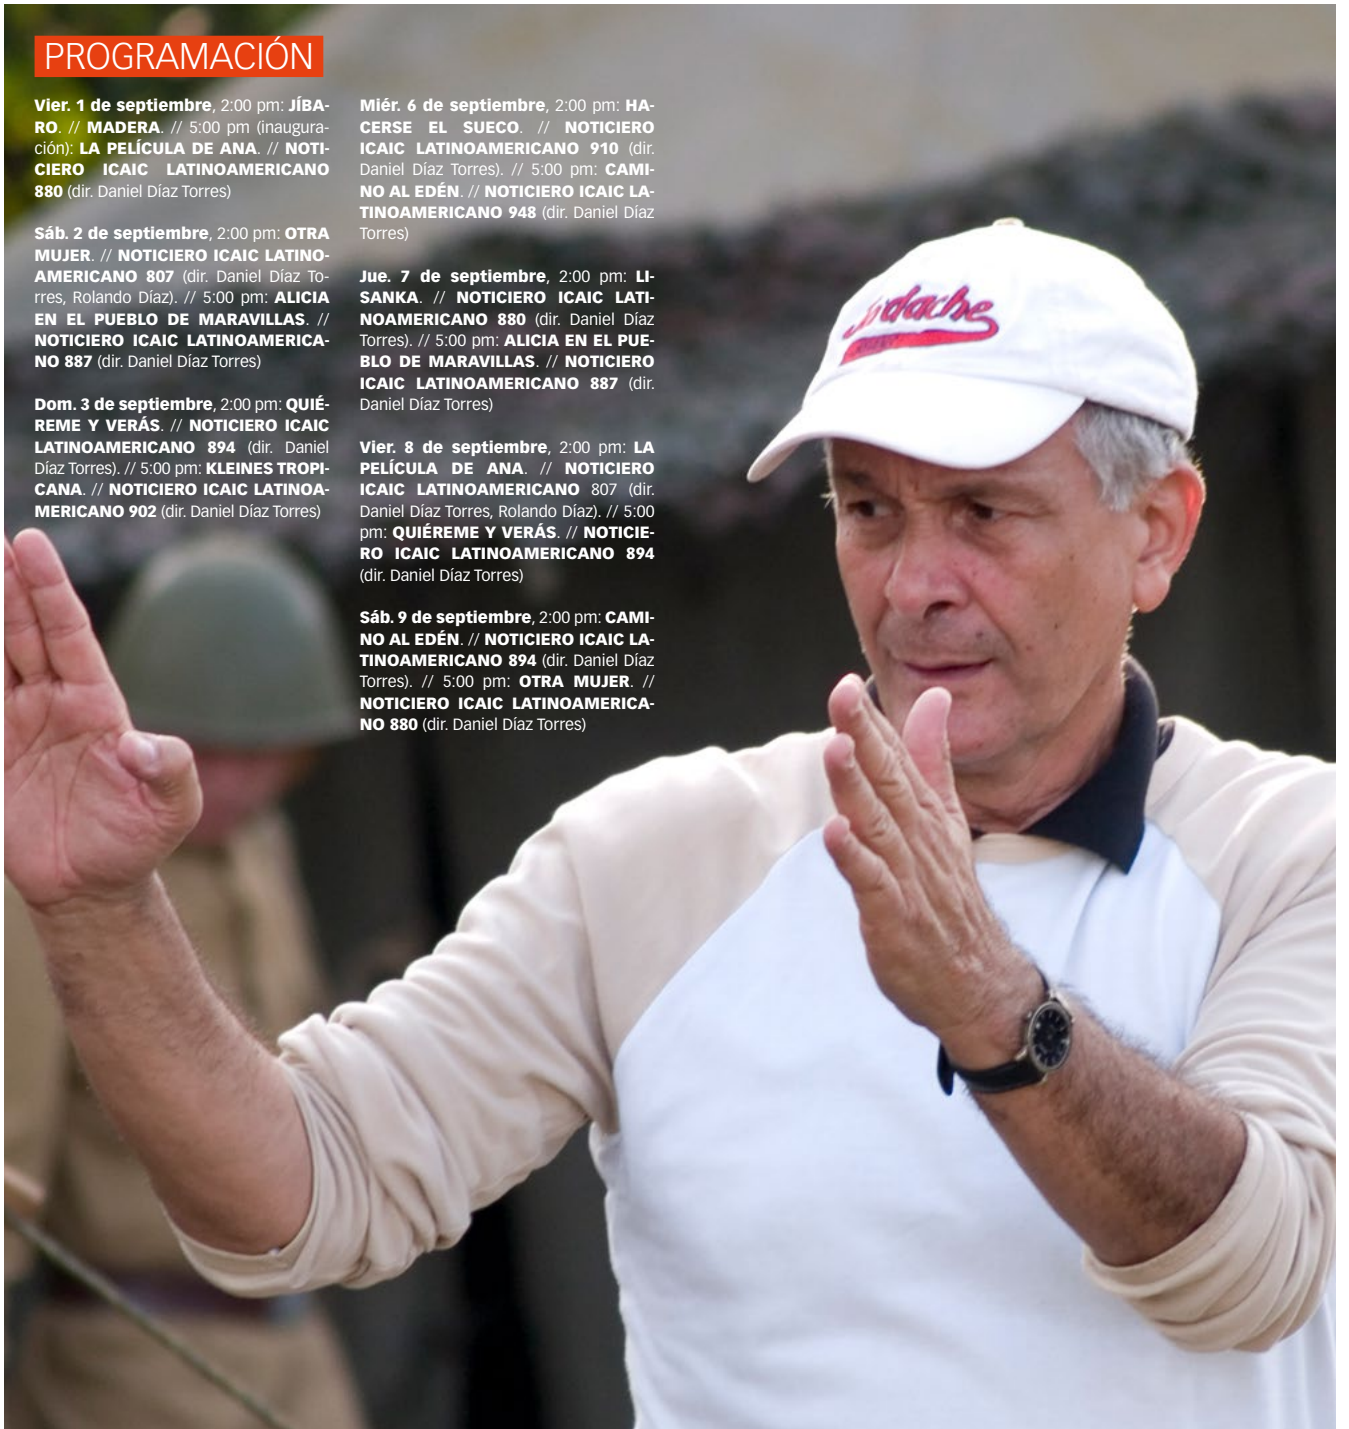 PROGRAMACIÓN
Vier. 1 de septiembre, 2:00 pm: JÍBA-
RO. // MADERA. // 5:00 pm (inaugura-
ción): LA PELÍCULA DE ANA. // NOTI-
CIERO ICAIC LATINOAMERICANO
880 (dir. Daniel Díaz Torres)
Sáb. 2 de septiembre, 2:00 pm: OTRA
MUJER. // NOTICIERO ICAIC LATINO-
AMERICANO 807 (dir. Daniel Díaz To-
rres, Rolando Díaz). // 5:00 pm: ALICIA
EN EL PUEBLO DE MARAVILLAS. //
NOTICIERO ICAIC LATINOAMERICA-
NO 887 (dir. Daniel Díaz Torres)
Dom. 3 de septiembre, 2:00 pm: QUIÉ-
REME Y VERÁS. // NOTICIERO ICAIC
LATINOAMERICANO 894 (dir. Daniel
Díaz Torres). // 5:00 pm: KLEINES TROPI-
CANA. // NOTICIERO ICAIC LATINOA-
MERICANO 902 (dir. Daniel Díaz Torres)
Miér. 6 de septiembre, 2:00 pm: HA-
CERSE EL SUECO. // NOTICIERO
ICAIC LATINOAMERICANO 910 (dir.
Daniel Díaz Torres). // 5:00 pm: CAMI-
NO AL EDÉN. // NOTICIERO ICAIC LA-
TINOAMERICANO 948 (dir. Daniel Díaz
Torres)
Jue. 7 de septiembre, 2:00 pm: LI-
SANKA. // NOTICIERO ICAIC LATI-
NOAMERICANO 880 (dir. Daniel Díaz
Torres). // 5:00 pm: ALICIA EN EL PUE-
BLO DE MARAVILLAS. // NOTICIERO
ICAIC LATINOAMERICANO 887 (dir.
Daniel Díaz Torres)
Vier. 8 de septiembre, 2:00 pm: LA
PELÍCULA DE ANA. // NOTICIERO
ICAIC LATINOAMERICANO 807 (dir.
Daniel Díaz Torres, Rolando Díaz). // 5:00
pm: QUIÉREME Y VERÁS. // NOTICIE-
RO ICAIC LATINOAMERICANO 894
(dir. Daniel Díaz Torres)
Sáb. 9 de septiembre, 2:00 pm: CAMI-
NO AL EDÉN. // NOTICIERO ICAIC LA-
TINOAMERICANO 894 (dir. Daniel Díaz
Torres). // 5:00 pm: OTRA MUJER. //
NOTICIERO ICAIC LATINOAMERICA-
NO 880 (dir. Daniel Díaz Torres)